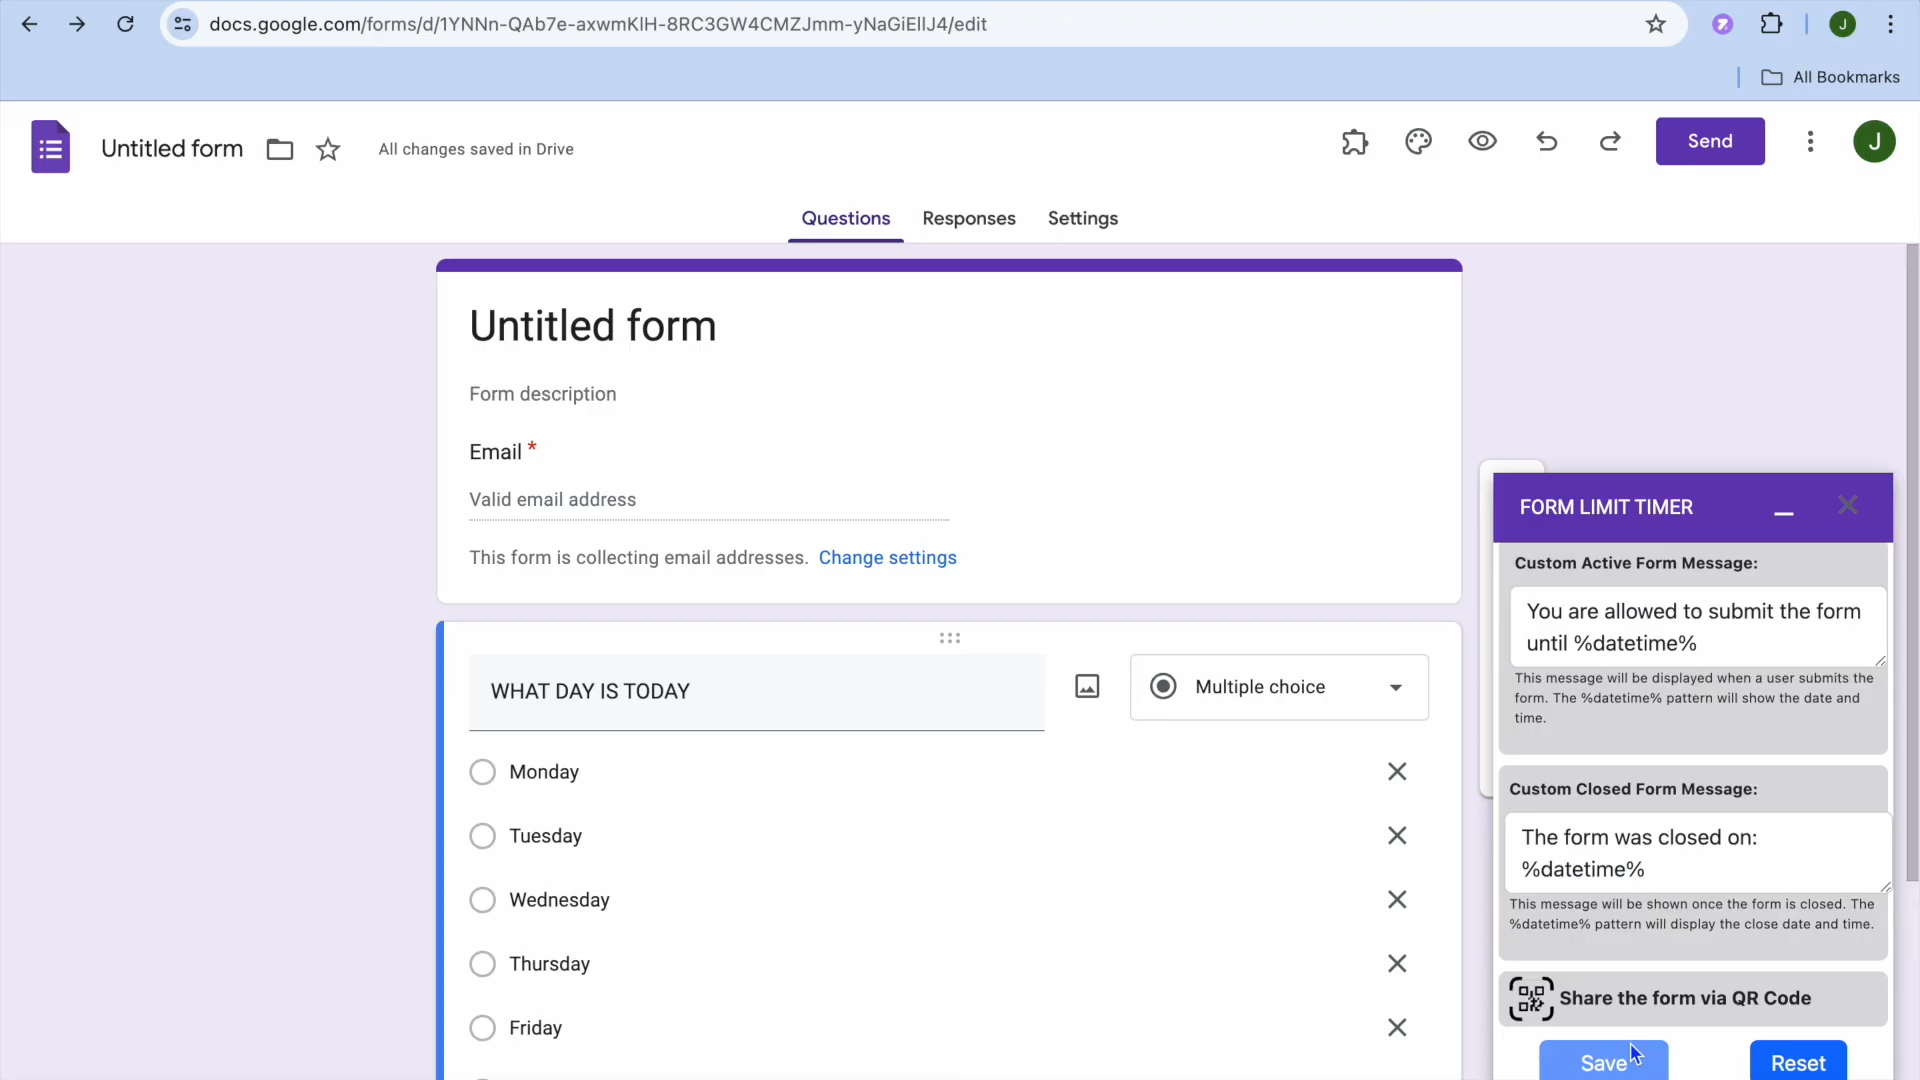 docs.google.com/forms/d/1YNNn-QAb7e-axwmKlH-8RC3GW4CMZJmm-yNaGiEllJ4/edit
J
All Bookmarks
Untitled form
All changes saved in Drive
Send
J
Questions
Responses
Settings
Untitled form
Form description
Email *
Valid email address
This form is collecting email addresses. Change settings
WHAT DAY IS TODAY
Multiple choice
Monday
Tuesday
Wednesday
Thursday
Friday
FORM LIMIT TIMER
Custom Active Form Message:
You are allowed to submit the form
until %datetime%
This message will be displayed when a user submits the
form. The %datetime% pattern will show the date and
time.
Custom Closed Form Message:
The form was closed on:
%datetime%
This message will be shown once the form is closed. The
%datetime% pattern will display the close date and time.
Share the form via QR Code
Save
Reset